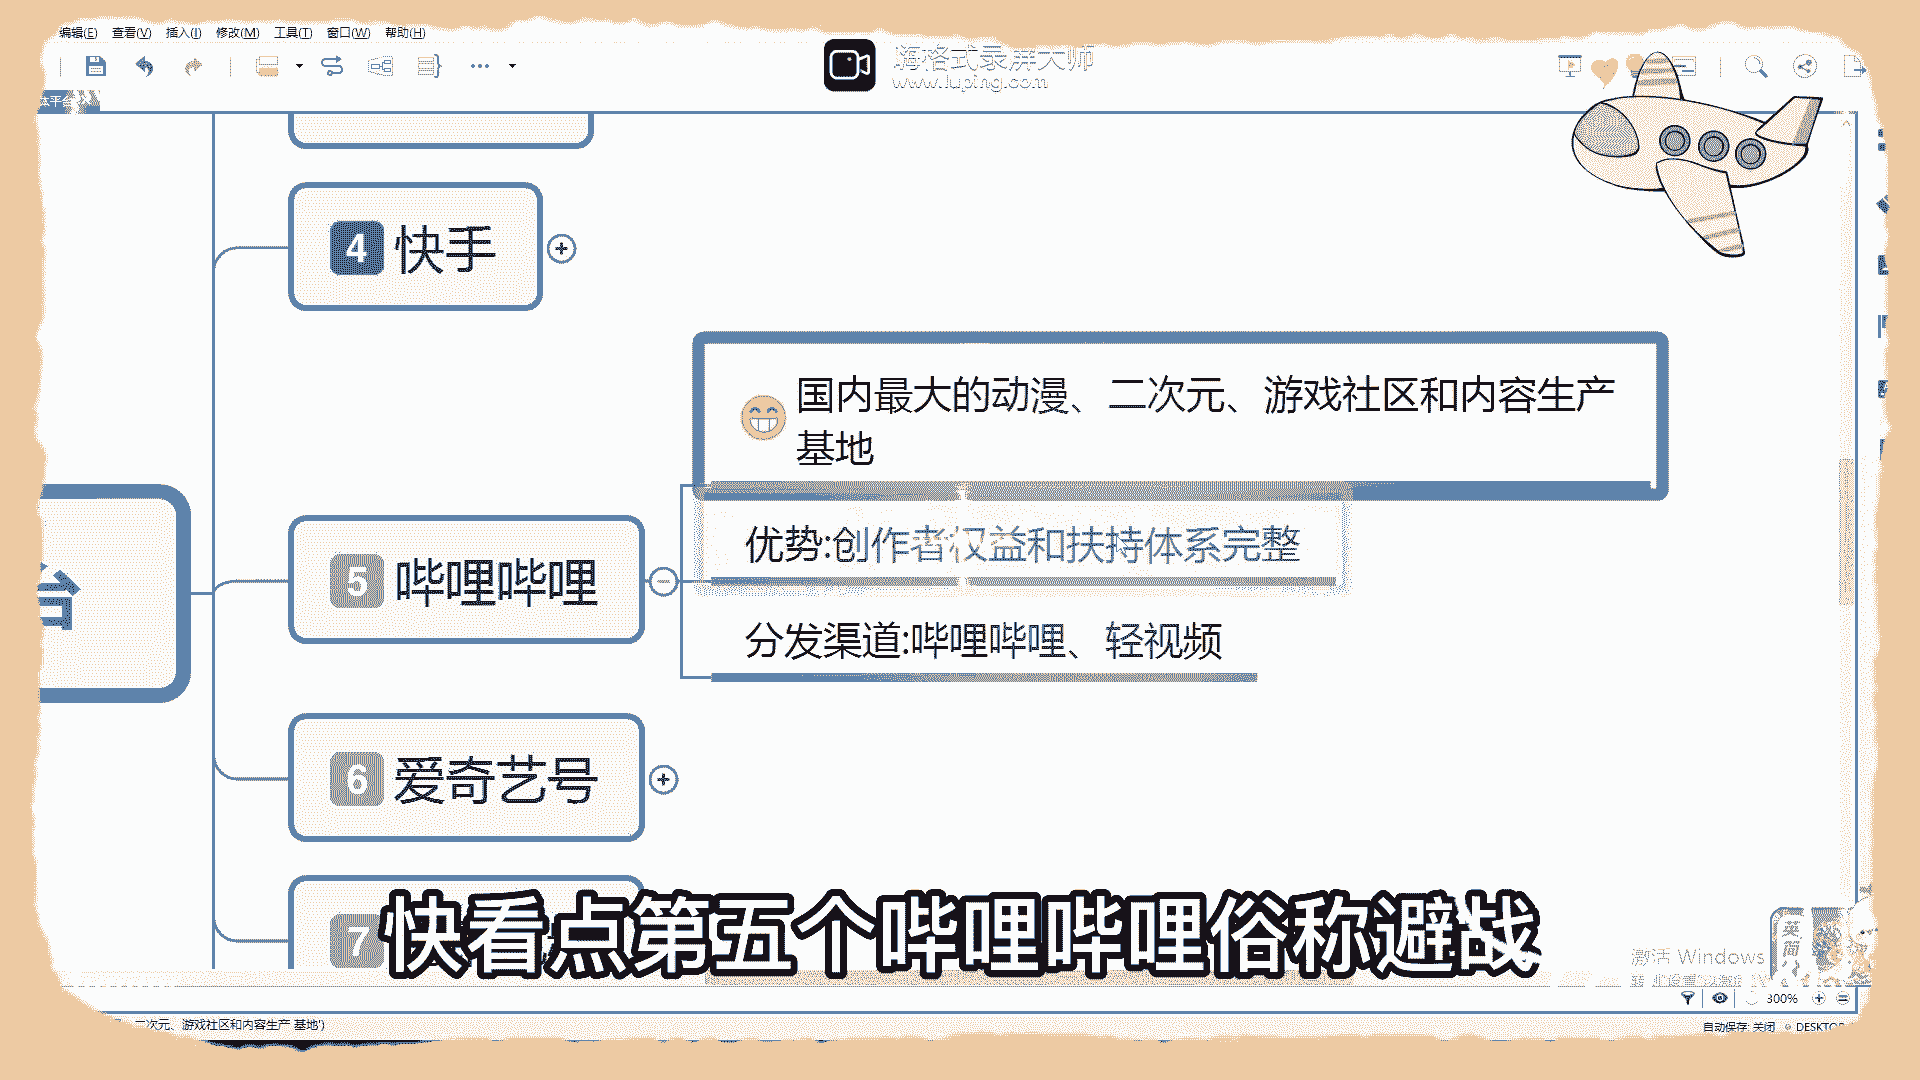 编辑(E) 查看(V) 插入(I) 修改(M) 工具(T) 窗口(W) 帮助(H)
嗨格式录屏大师
www.luping.com
体平台
4 快手
国内最大的动漫、二次元、游戏社区和内容生产
基地
台
优势:创作者权益和扶持体系完整
5 哔哩哔哩
分发渠道:哔哩哔哩、轻视频
6 爱奇艺号
7
快看点第五个哔哩哔哩俗称避战
激活 Windows
300%
二次元、游戏社区和内容生产 基地')
自动保存: 关闭 DESKTO